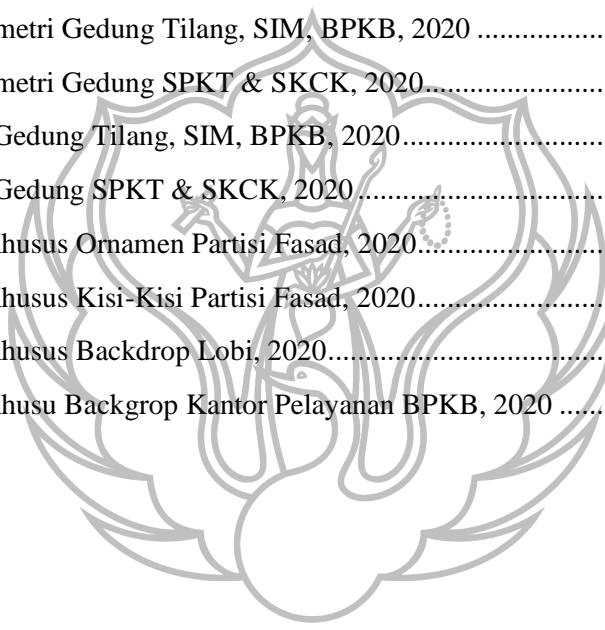 metri Gedung Tilang, SIM, BPKB, 2020 ..................
metri Gedung SPKT & SKCK, 2020.........................
Gedung Tilang, SIM, BPKB, 2020...........................
Gedung SPKT & SKCK, 2020 .................................
husus Ornamen Partisi Fasad, 2020.........................
husus Kisi-Kisi Partisi Fasad, 2020.........................
husus Backdrop Lobi, 2020.....................................
husu Backgrop Kantor Pelayanan BPKB, 2020 ......